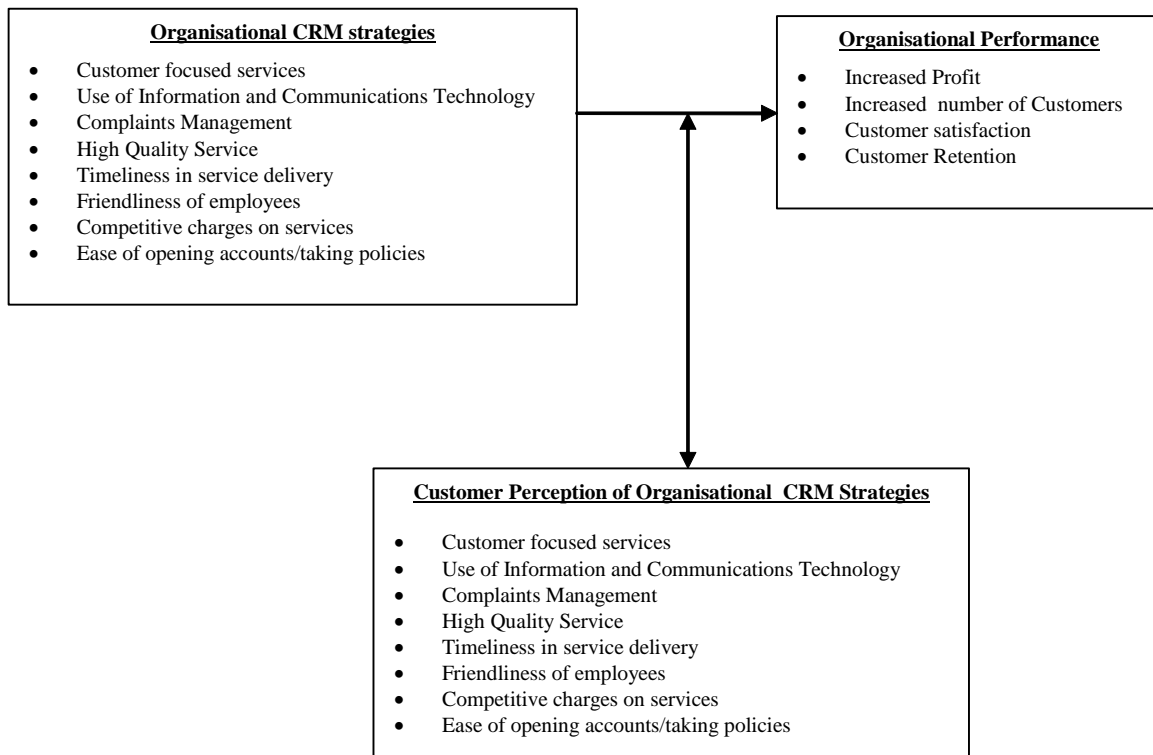 Organisational CRM strategies
• Customer focused services
• Use of Information and Communications Technology
• Complaints Management
• High Quality Service
• Timeliness in service delivery
• Friendliness of employees
• Competitive charges on services
• Ease of opening accounts/taking policies
Organisational Performance
• Increased Profit
• Increased number of Customers
• Customer satisfaction
• Customer Retention
Customer Perception of Organisational CRM Strategies
• Customer focused services
• Use of Information and Communications Technology
• Complaints Management
• High Quality Service
• Timeliness in service delivery
• Friendliness of employees
• Competitive charges on services
• Ease of opening accounts/taking policies